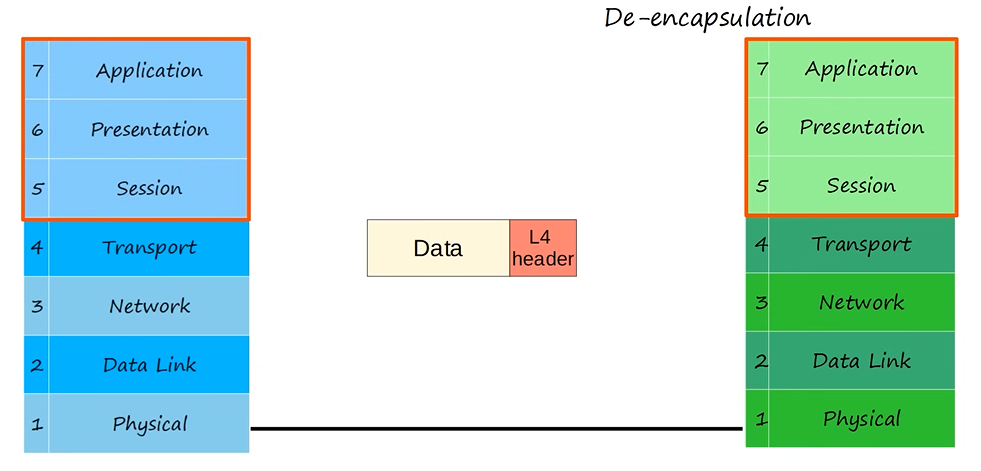 De-encapsulation
7 Application
6 Presentation
5 Session
4 Transport
3 Network
2 Data Link
1 Physical
Data
L4
header
7 Application
6 Presentation
5 Session
4 Transport
3 Network
2 Data Link
1 Physical